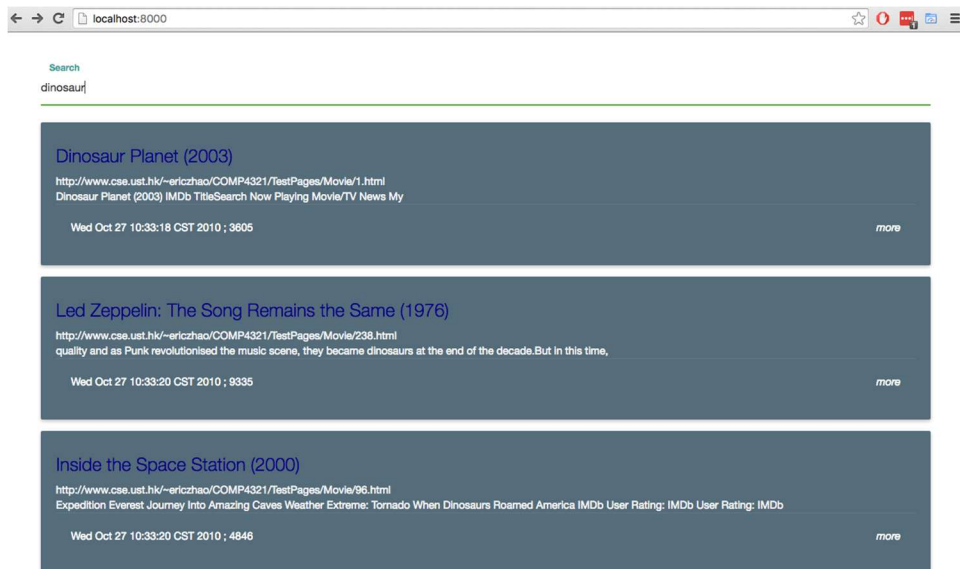 localhost:8000
1
Search
dinosaur
Dinosaur Planet (2003)
http://www.cse.ust.hk/~ericzhao/COMP4321/TestPages/Movie/1.html
Dinosaur Planet (2003) IMDb TitleSearch Now Playing Movie/TV News My
Wed Oct 27 10:33:18 CST 2010 ; 3605 more
Led Zeppelin: The Song Remains the Same (1976)
http://www.cse.ust.hk/~ericzhao/COMP4321/TestPages/Movie/238.html
quality and as Punk revolutionised the music scene, they became dinosaurs at the end of the decade.But in this time,
Wed Oct 27 10:33:20 CST 2010 ; 9335 more
Inside the Space Station (2000)
http://www.cse.ust.hk/~ericzhao/COMP4321/TestPages/Movie/96.html
Expedition Everest Journey Into Amazing Caves Weather Extreme: Tornado When Dinosaurs Roamed America IMDb User Rating: IMDb User Rating: IMDb
Wed Oct 27 10:33:20 CST 2010 ; 4846 more